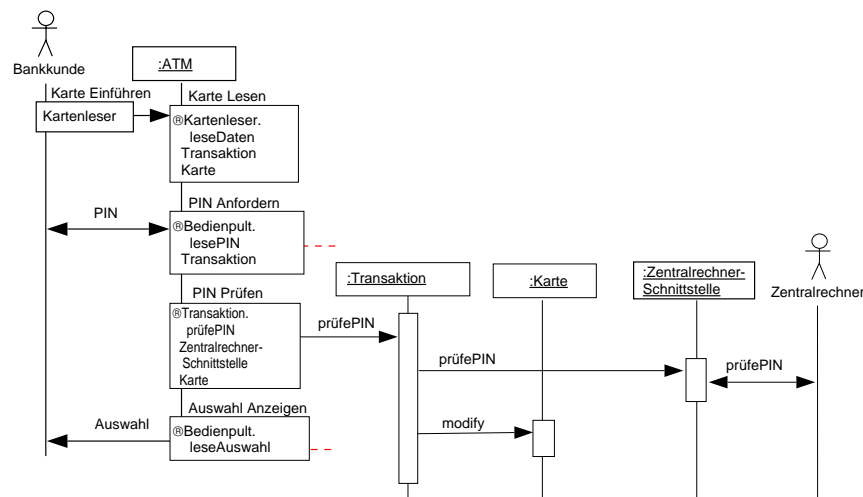 Bankkunde
:ATM
Karte Einführen
Karte Lesen
Kartenleser
®Kartenleser.
leseDaten
Transaktion
Karte
PIN Anfordern
PIN
®Bedienpult.
lesePIN
Transaktion
:Transaktion
:Karte
:Zentralrechner-
Schnittstelle
Zentralrechner
PIN Prüfen
®Transaktion.
prüfePIN
Zentralrechner-
Schnittstelle
Karte
prüfePIN
prüfePIN
prüfePIN
Auswahl Anzeigen
Auswahl
®Bedienpult.
leseAuswahl
modify